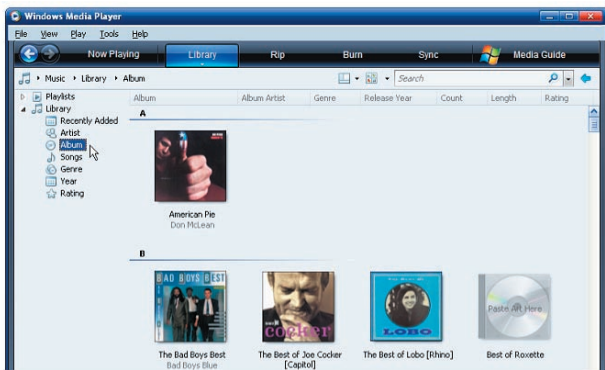 Windows Media Player
File View Play Tools Help
Now Playing Library Rip Burn Sync Media Guide
Music Library Album Search
Playlists
Library
Recently Added
Artist
Album
Songs
Genre
Year
Rating
Album Album Artist Genre Release Year Count Length Rating
A
American Pie
Don McLean
B
BAD BOYS BEST
cocker
LOBO
Paste Art Here
The Bad Boys Best
Bad Boys Blue
The Best of Joe Cocker
[Capitol]
The Best of Lobo [Rhino]
Best of Roxette